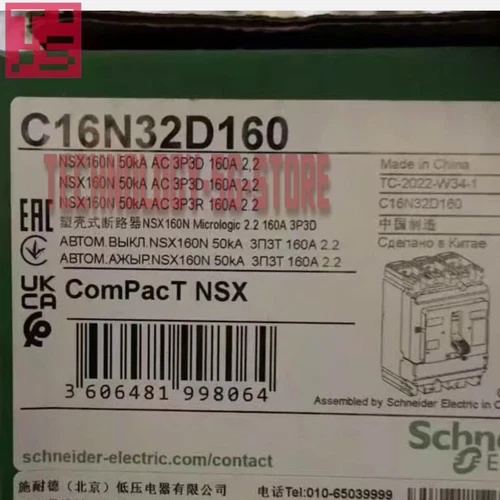 C16N32D160
NSX160N 50kA AC 3P3D 160A 2,2
NSX160N 50kA AC 3P3D 160A 2.2
NSX160N 50kA AC 3P3R 160A 2.2
塑壳式断路器NSX160N Micrologic 2.2 160A 3P3D
АВТОМ.ВЫКЛ.NSX160N 50kA ЗПЗТ 160A 2.2
АВТОМ.АЖЫР.NSX160N 50kA ЗПЗТ 160A 2.2
Made in China
TC-2022-W34-1
C16N32D160
中国制造
Сделано в Китае
EAC
UK
CA
ComPacT NSX
3 606481 998064
Assembled by Schneider Electric in
schneider-electric.com/contact
施耐德（北京）低压电器有限公司
电话Tel:010-65039999